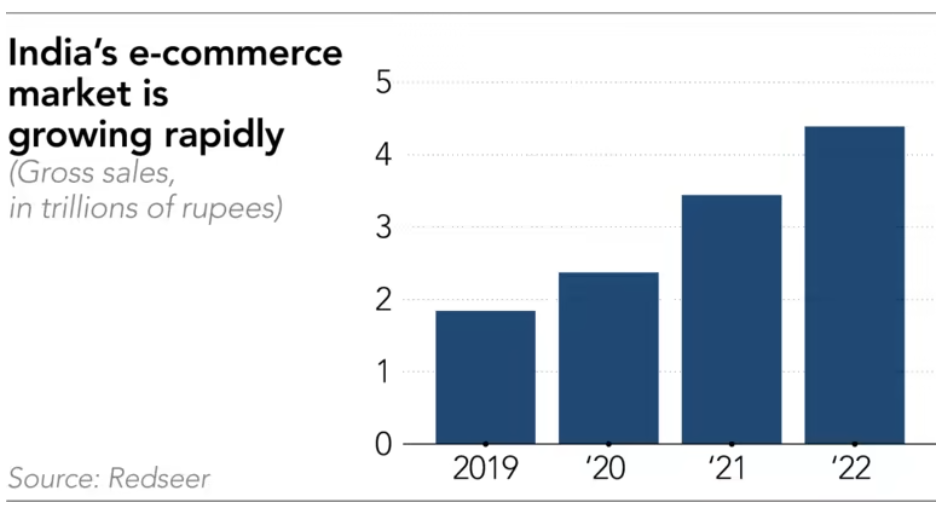 India’s e-commerce
market is
growing rapidly
(Gross sales,
in trillions of rupees)
5
4
3
2
1
0
2019 ‘20 ‘21 ‘22
Source: Redseer